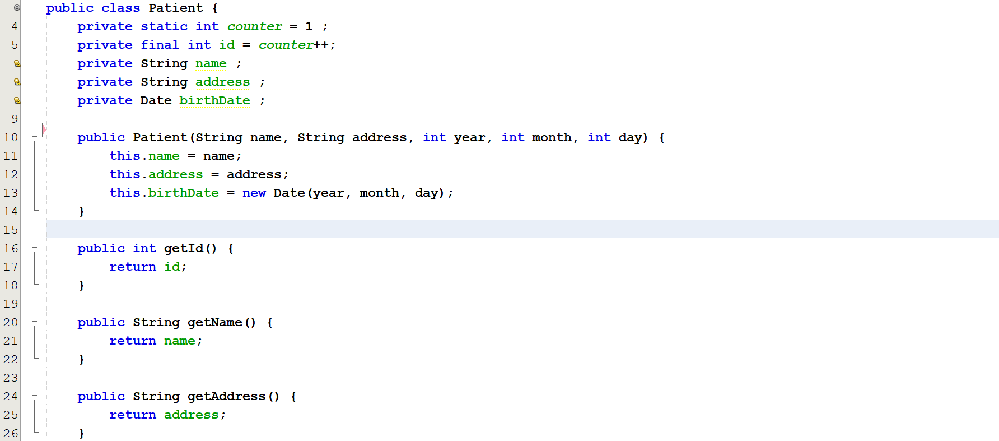 public class Patient {
4 private static int counter = 1 ;
5 private final int id = counter++;
private String name ;
private String address ;
private Date birthDate ;
9
10 public Patient(String name, String address, int year, int month, int day) {
11 this.name = name;
12 this.address = address;
13 this.birthDate = new Date(year, month, day);
14 }
15
16 public int getId() {
17 return id;
18 }
19
20 public String getName() {
21 return name;
22 }
23
24 public String getAddress() {
25 return address;
26 }